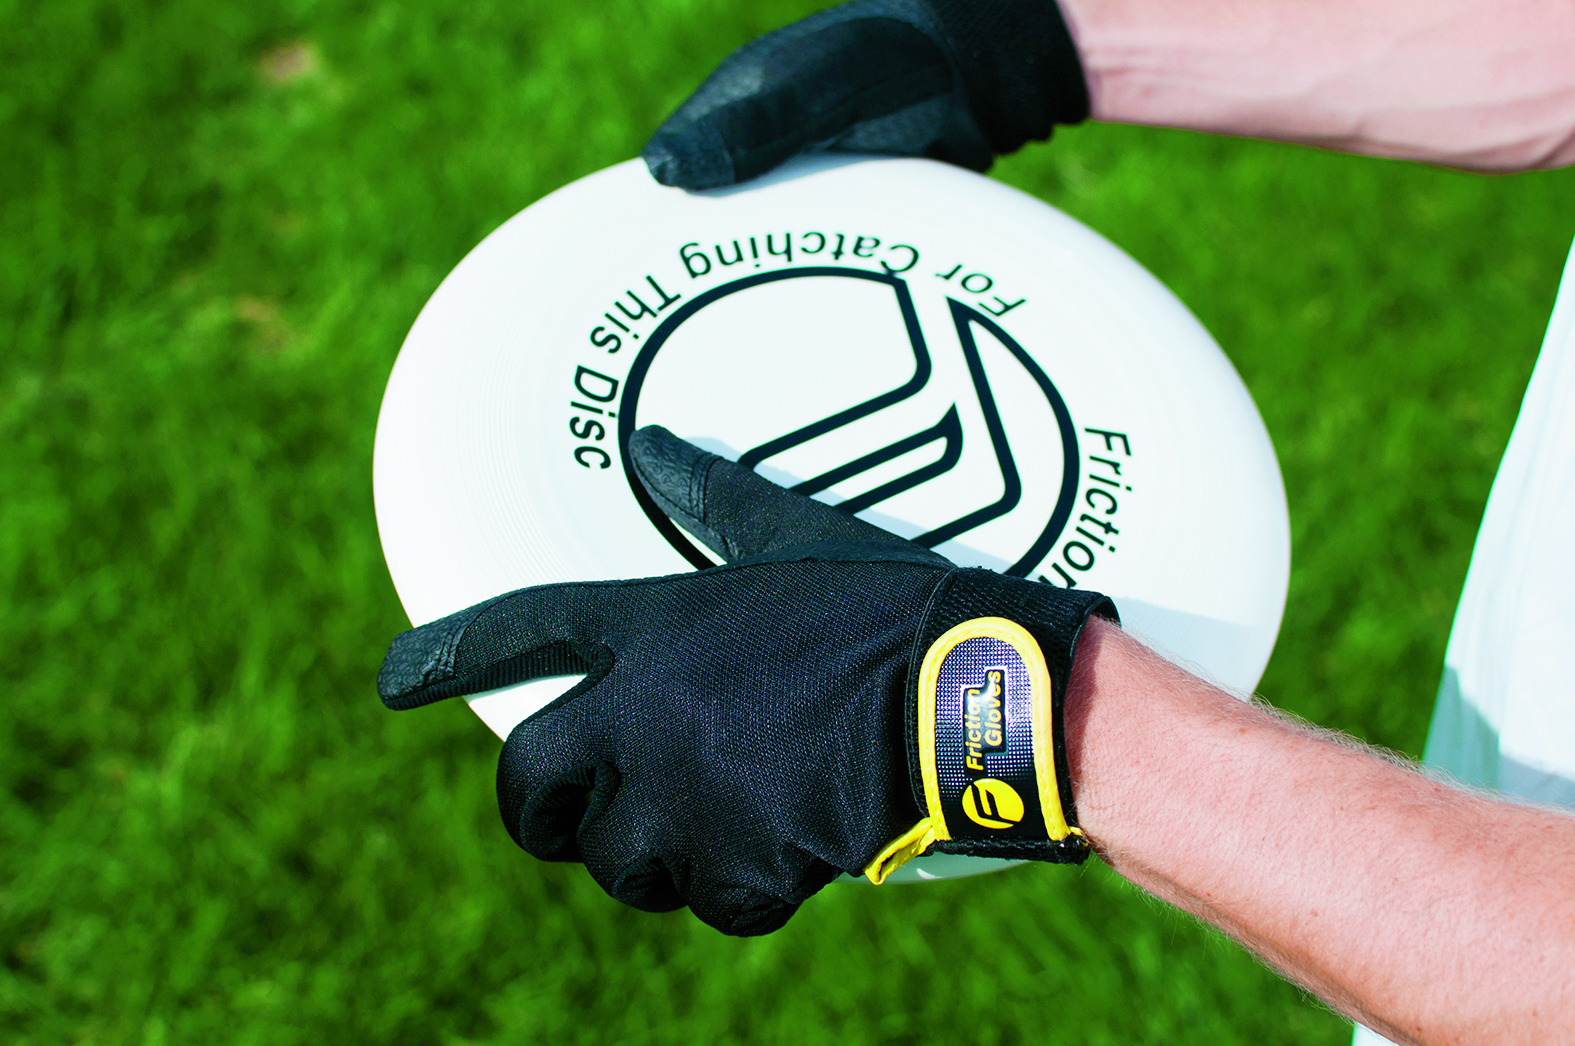 Friction
For Catching This Disc
Friction
Gloves
F